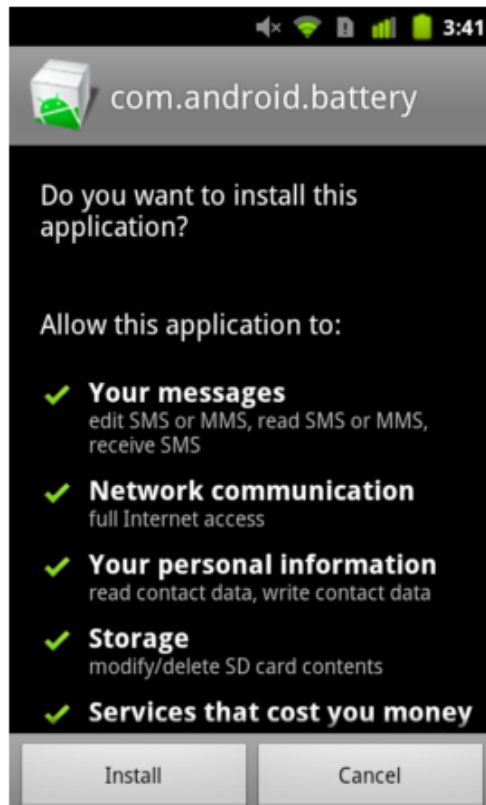 3:41
com.android.battery
Do you want to install this
application?
Allow this application to:
Your messages
edit SMS or MMS, read SMS or MMS,
receive SMS
Network communication
full Internet access
Your personal information
read contact data, write contact data
Storage
modify/delete SD card contents
Services that cost you money
Install
Cancel